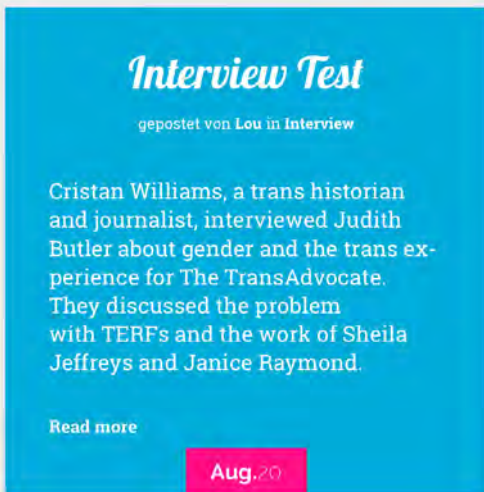 Interview Test
gepostet von Lou in Interview
Cristan Williams, a trans historian
and journalist, interviewed Judith
Butler about gender and the trans ex-
perience for The TransAdvocate.
They discussed the problem
with TERFs and the work of Sheila
Jeffreys and Janice Raymond.
Read more
Aug.20